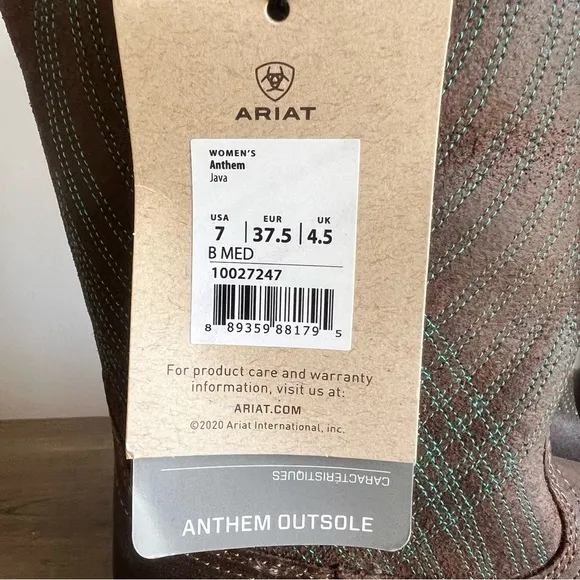 ARIAT
WOMEN'S
Anthem
Java
USA EUR UK
7 | 37.5 | 4.5
B MED
10027247
8 89359 88179 5
For product care and warranty
information, visit us at:
ARIAT.COM
©2020 Ariat International, inc.
CARACTÉRISTIQUES
ANTHEM OUTSOLE